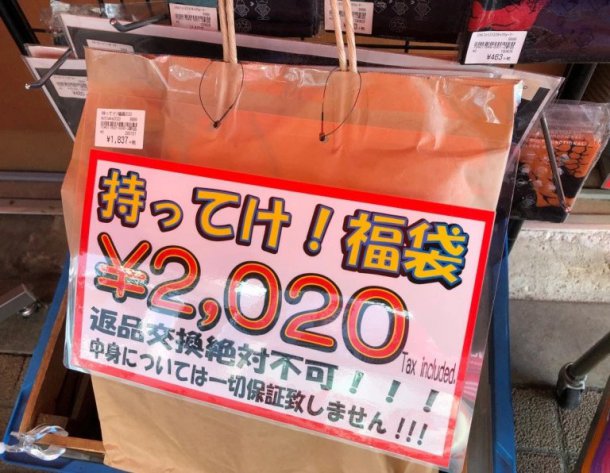 ¥463
¥1,837
持ってけ!福袋
¥2,020
Tax included.
返品交換絶対不可!!!
中身については一切保証致しません!!!